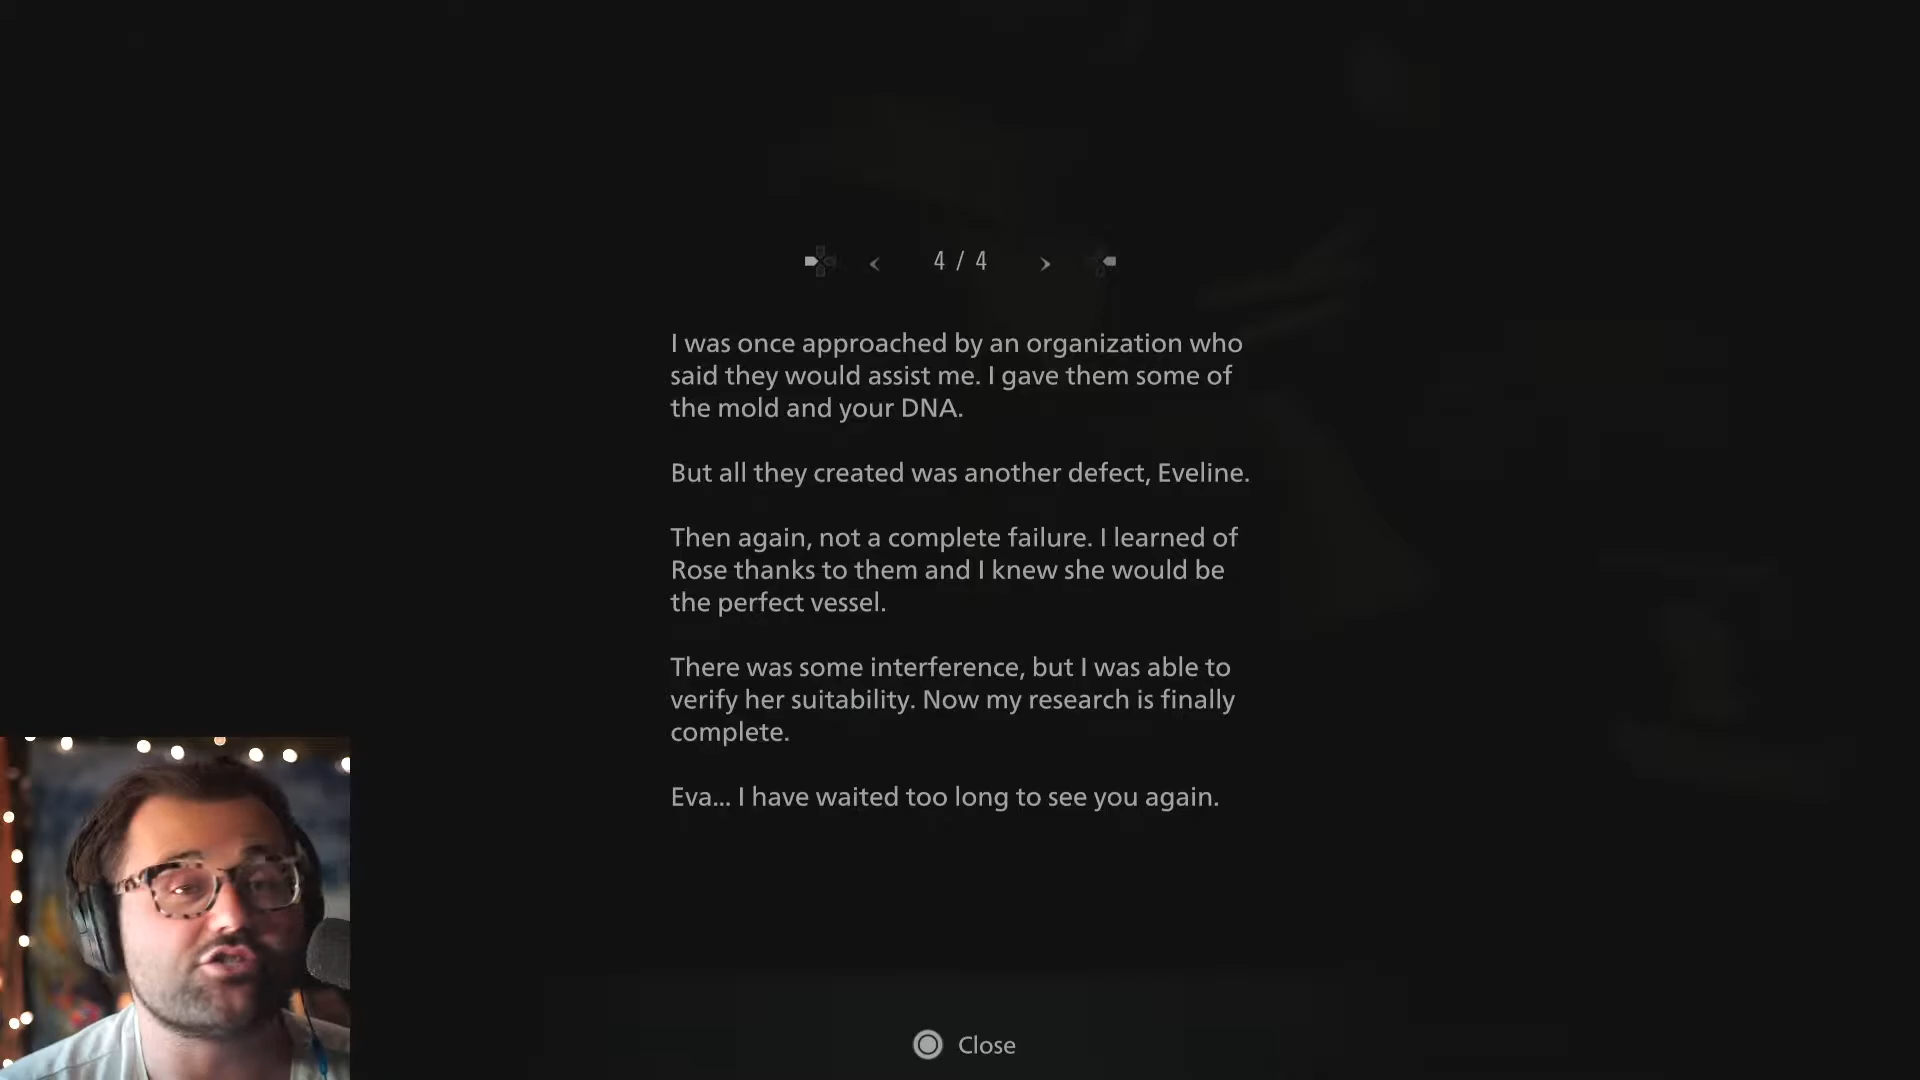 4 / 4
I was once approached by an organization who
said they would assist me. I gave them some of
the mold and your DNA.
But all they created was another defect, Eveline.
Then again, not a complete failure. I learned of
Rose thanks to them and I knew she would be
the perfect vessel.
There was some interference, but I was able to
verify her suitability. Now my research is finally
complete.
Eva... I have waited too long to see you again.
Close